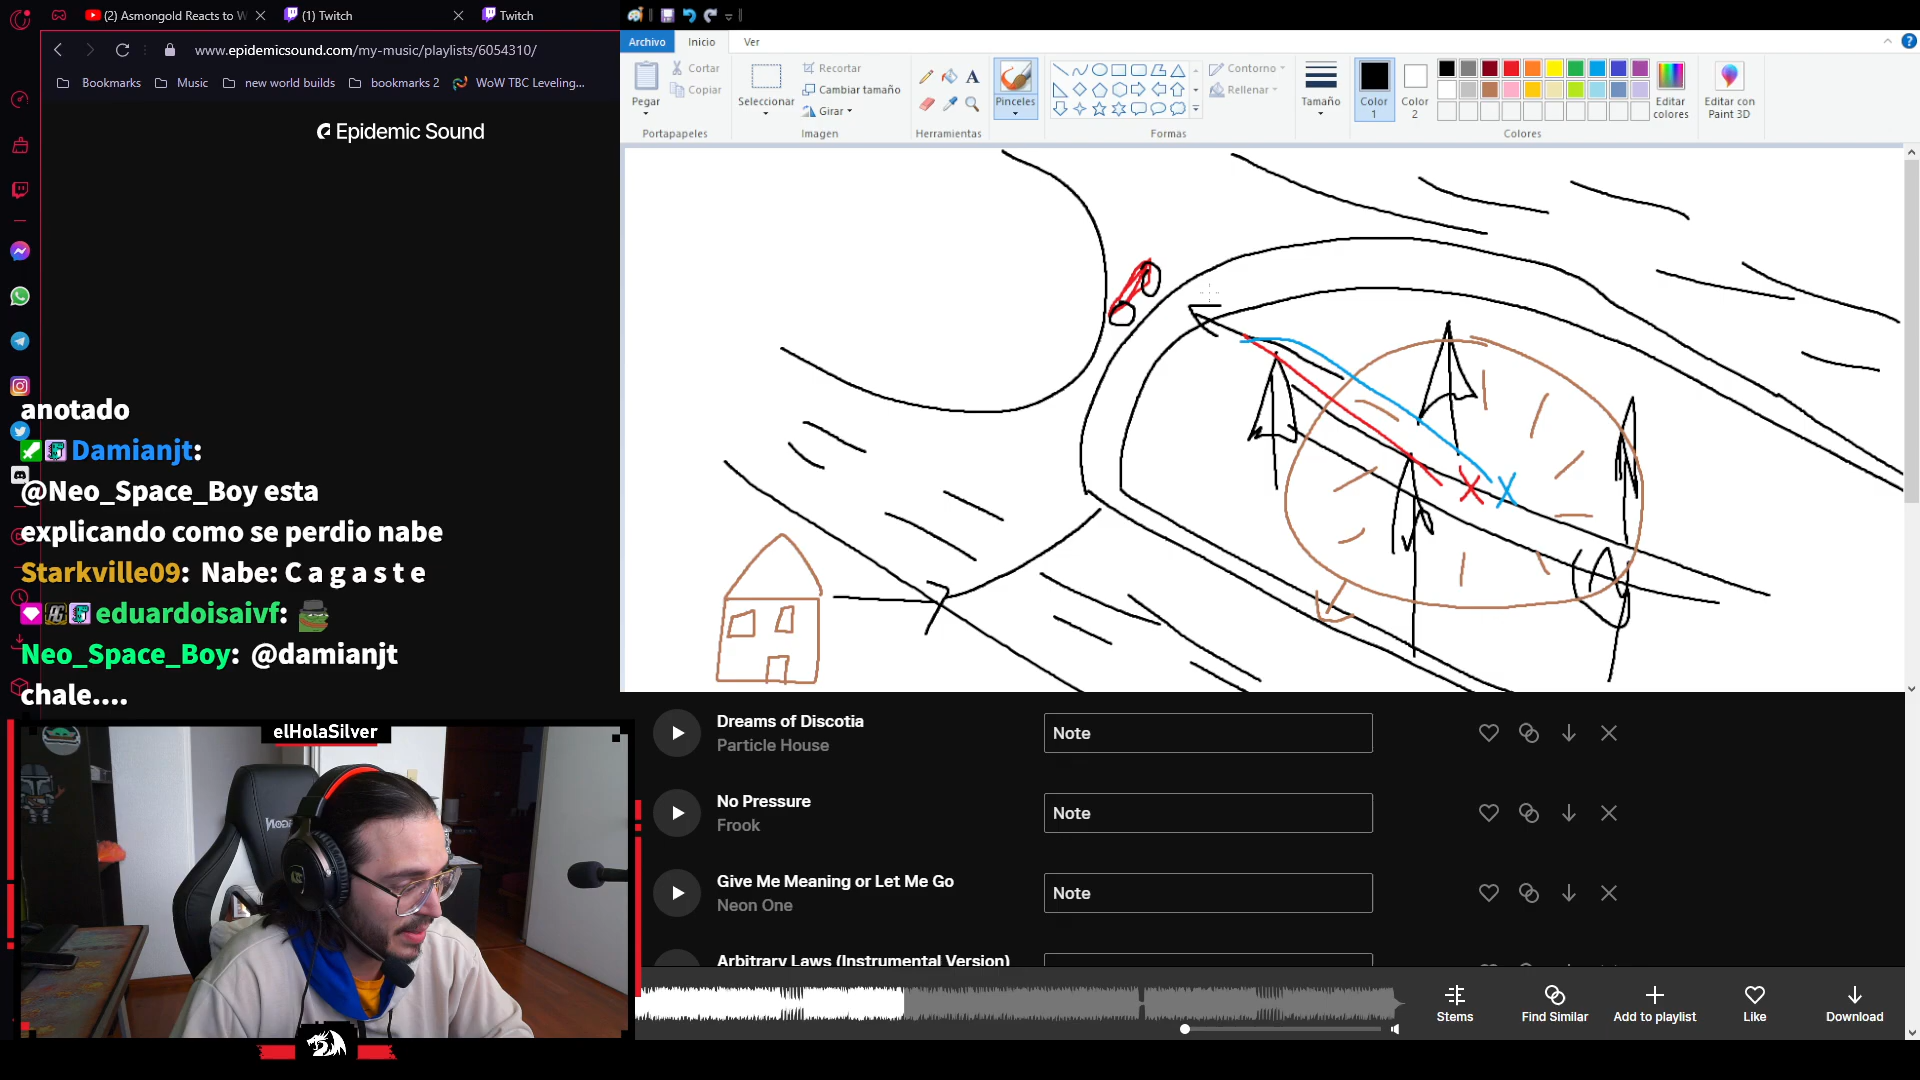 (2) Asmongold Reacts to W
(1) Twitch
Twitch
www.epidemicsound.com/my-music/playlists/6054310/
Bookmarks
Music
new world builds
bookmarks 2
WoW TBC Leveling...
Epidemic Sound
Archivo
Inicio
Ver
Pegar
Cortar
Copiar
Portapapeles
Seleccionar
Recortar
Cambiar tamaño
Girar
Imagen
A
Herramientas
Pinceles
Contorno
Rellenar
Formas
Tamaño
Color 1
Color 2
Editar colores
Colores
Editar con Paint 3D
X X
anotado
Damianjt:
@Neo_Space_Boy esta
explicando como se perdio nabe
Starkville09: Nabe: C a g a s t e
eduardoisaivf:
Neo_Space_Boy: @damianjt
chale....
elHolaSilver
Dreams of Discotia
Particle House
Note
No Pressure
Frook
Note
Give Me Meaning or Let Me Go
Neon One
Note
Arbitrary Laws (Instrumental Version)
Stems
Find Similar
Add to playlist
Like
Download